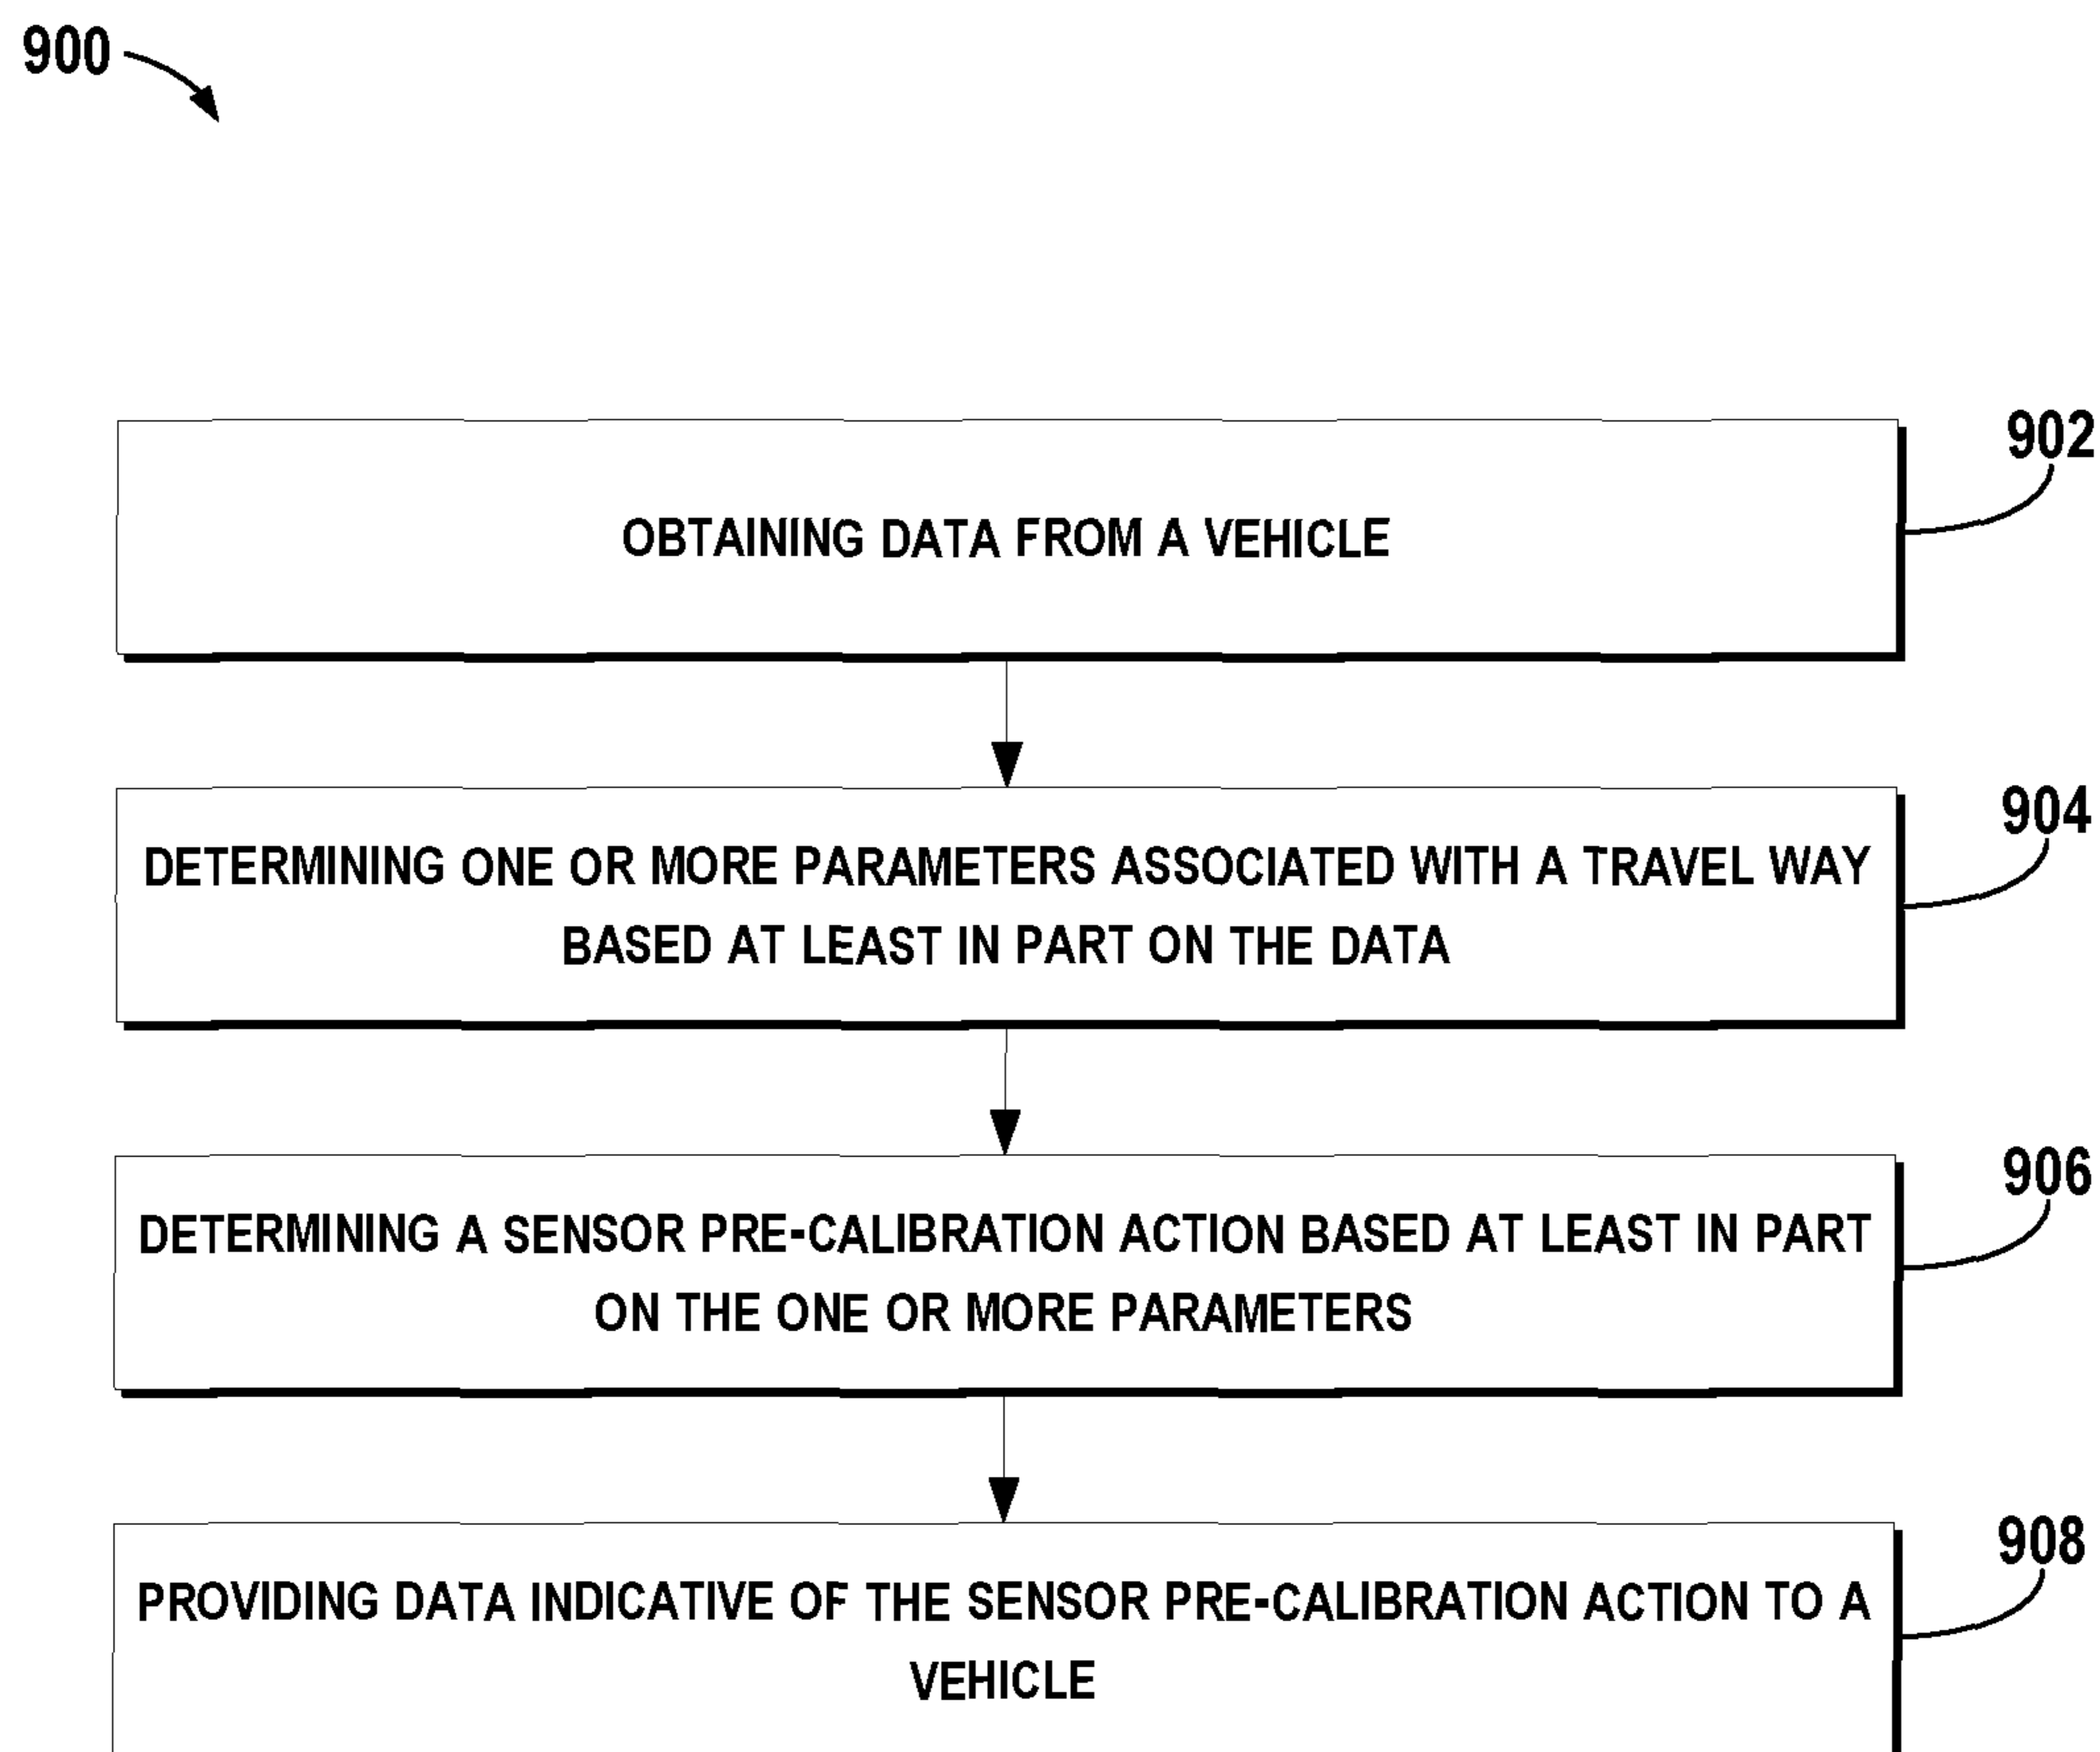 900
902
OBTAINING DATA FROM A VEHICLE
904
DETERMINING ONE OR MORE PARAMETERS ASSOCIATED WITH A TRAVEL WAY
BASED AT LEAST IN PART ON THE DATA
906
DETERMINING A SENSOR PRE-CALIBRATION ACTION BASED AT LEAST IN PART
ON THE ONE OR MORE PARAMETERS
908
PROVIDING DATA INDICATIVE OF THE SENSOR PRE-CALIBRATION ACTION TO A
VEHICLE